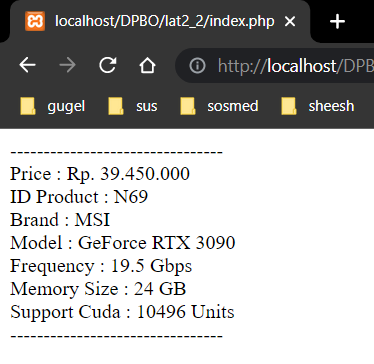 localhost/DPBO/lat2_2/index.php
http://localhost/DPB
gugel
sus
sosmed
sheesh
--------------------------------
Price : Rp. 39.450.000
ID Product : N69
Brand : MSI
Model : GeForce RTX 3090
Frequency : 19.5 Gbps
Memory Size : 24 GB
Support Cuda : 10496 Units
--------------------------------